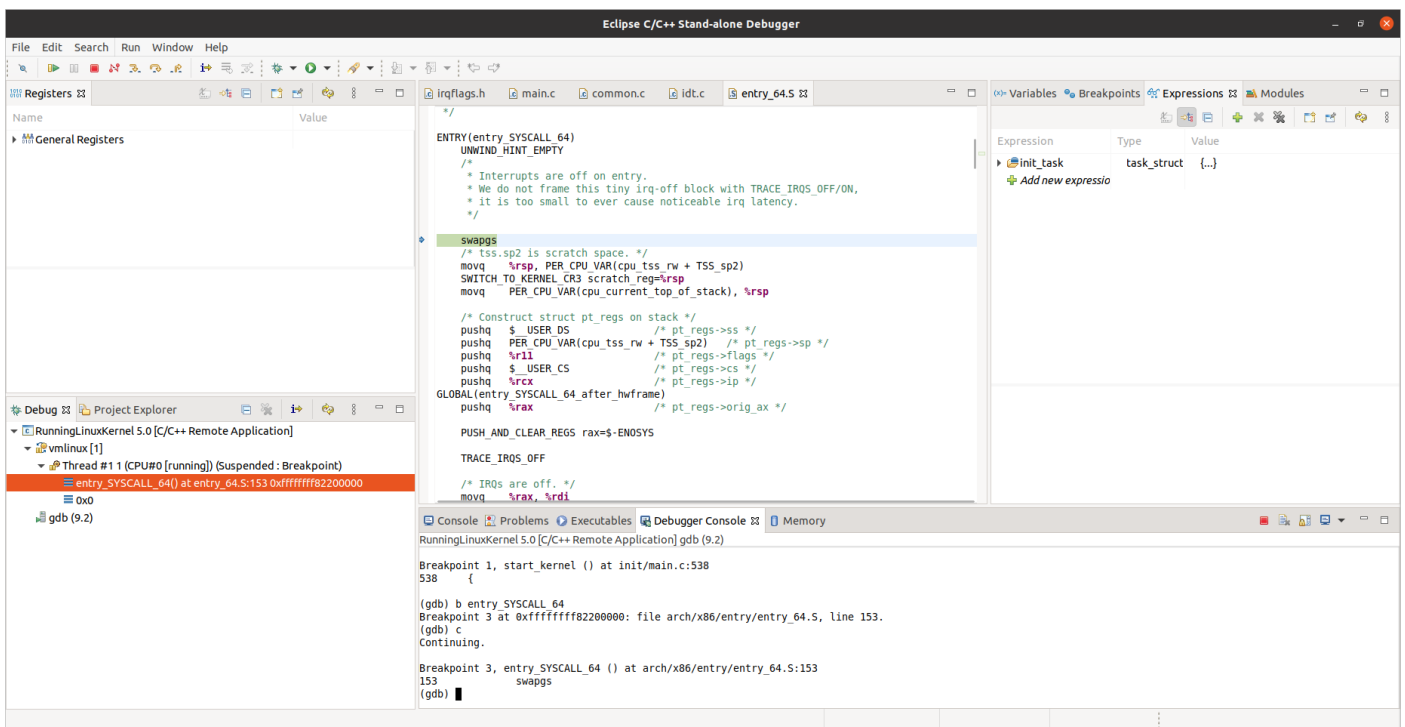 Eclipse C/C++ Stand-alone Debugger
File Edit Search Run Window Help
Registers
Name Value
General Registers
Debug Project Explorer
RunningLinuxKernel 5.0 [C/C++ Remote Application]
vmlinux [1]
Thread #1 1 (CPU#0 [running]) (Suspended : Breakpoint)
entry_SYSCALL_64() at entry_64.S:153 0xffffffff82200000
0x0
gdb (9.2)
irqflags.h main.c common.c idt.c entry_64.S
*/
ENTRY(entry_SYSCALL_64)
UNWIND_HINT_EMPTY
/*
* Interrupts are off on entry.
* We do not frame this tiny irq-off block with TRACE_IRQS_OFF/ON,
* it is too small to ever cause noticeable irq latency.
*/
swapgs
/* tss.sp2 is scratch space. */
movq %rsp, PER_CPU_VAR(cpu_tss_rw + TSS_sp2)
SWITCH_TO_KERNEL_CR3 scratch_reg=%rsp
movq PER_CPU_VAR(cpu_current_top_of_stack), %rsp
/* Construct struct pt_regs on stack */
pushq $__USER_DS /* pt_regs->ss */
pushq PER_CPU_VAR(cpu_tss_rw + TSS_sp2) /* pt_regs->sp */
pushq %r11 /* pt_regs->flags */
pushq $__USER_CS /* pt_regs->cs */
pushq %rcx /* pt_regs->ip */
GLOBAL(entry_SYSCALL_64_after_hwframe)
pushq %rax /* pt_regs->orig_ax */
PUSH_AND_CLEAR_REGS rax=$-ENOSYS
TRACE_IRQS_OFF
/* IRQs are off. */
movq %rax, %rdi
Variables Breakpoints Expressions Modules
Expression Type Value
init_task task_struct {...}
Add new expressio
Console Problems Executables Debugger Console Memory
RunningLinuxKernel 5.0 [C/C++ Remote Application] gdb (9.2)
Breakpoint 1, start_kernel () at init/main.c:538
538 {
(gdb) b entry_SYSCALL_64
Breakpoint 3 at 0xffffffff82200000: file arch/x86/entry/entry_64.S, line 153.
(gdb) c
Continuing.
Breakpoint 3, entry_SYSCALL_64 () at arch/x86/entry/entry_64.S:153
153 swapgs
(gdb)